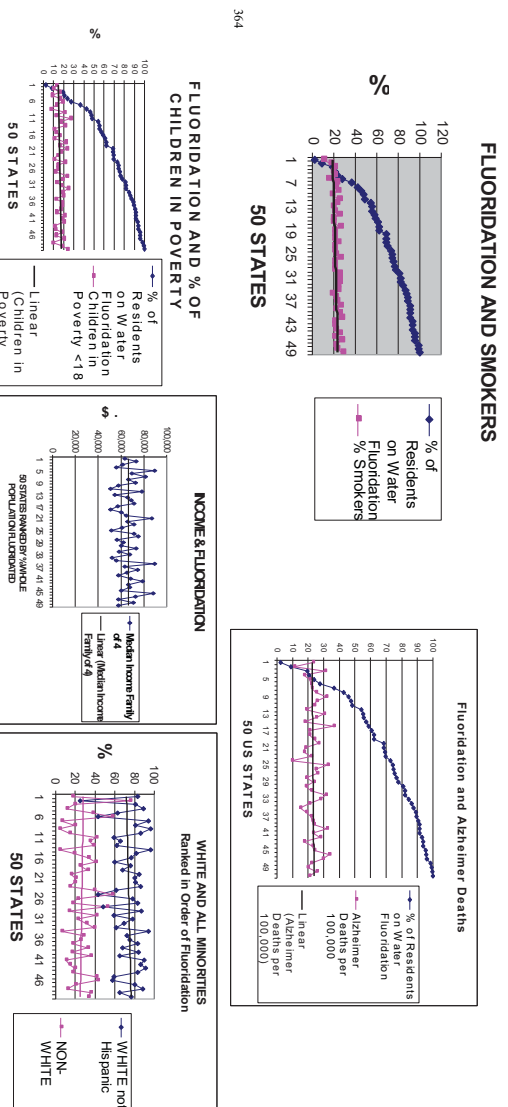 364
FLUORIDATION AND SMOKERS
%
120
100
80
60
40
20
0
1
7
13
19
25
31
37
43
49
50 STATES
% of
Residents
on Water
Fluoridation
% Smokers
Fluoridation and Alzheimer Deaths
100
90
80
70
60
50
40
30
20
10
0
1
5
9
13
17
21
25
29
33
37
41
45
49
50 US STATES
% of Residents
on Water
Fluoridation
Alzheimer
Deaths per
100,000
Linear
(Alzheimer
Deaths per
100,000)
FLUORIDATION AND % OF
CHILDREN IN POVERTY
%
100
90
80
70
60
50
40
30
20
10
0
1
6
11
16
21
26
31
36
41
46
50 STATES
% of
Residents
on Water
Fluoridation
Children in
Poverty <18
Linear
(Children in
Poverty
INCOME & FLUORIDATION
$ .
100,000
80,000
60,000
40,000
20,000
0
1
5
9
13
17
21
25
29
33
37
41
45
49
50 STATES RANKED BY % WHOLE
POPULATION FLUORIDATED
Median Income Family
of 4
Linear (Median Income
Family of 4)
WHITE AND ALL MINORITIES
Ranked in Order of Fluoridation
%
100
80
60
40
20
0
1
6
11
16
21
26
31
36
41
46
50 STATES
WHITE not
Hispanic
NON-
WHITE